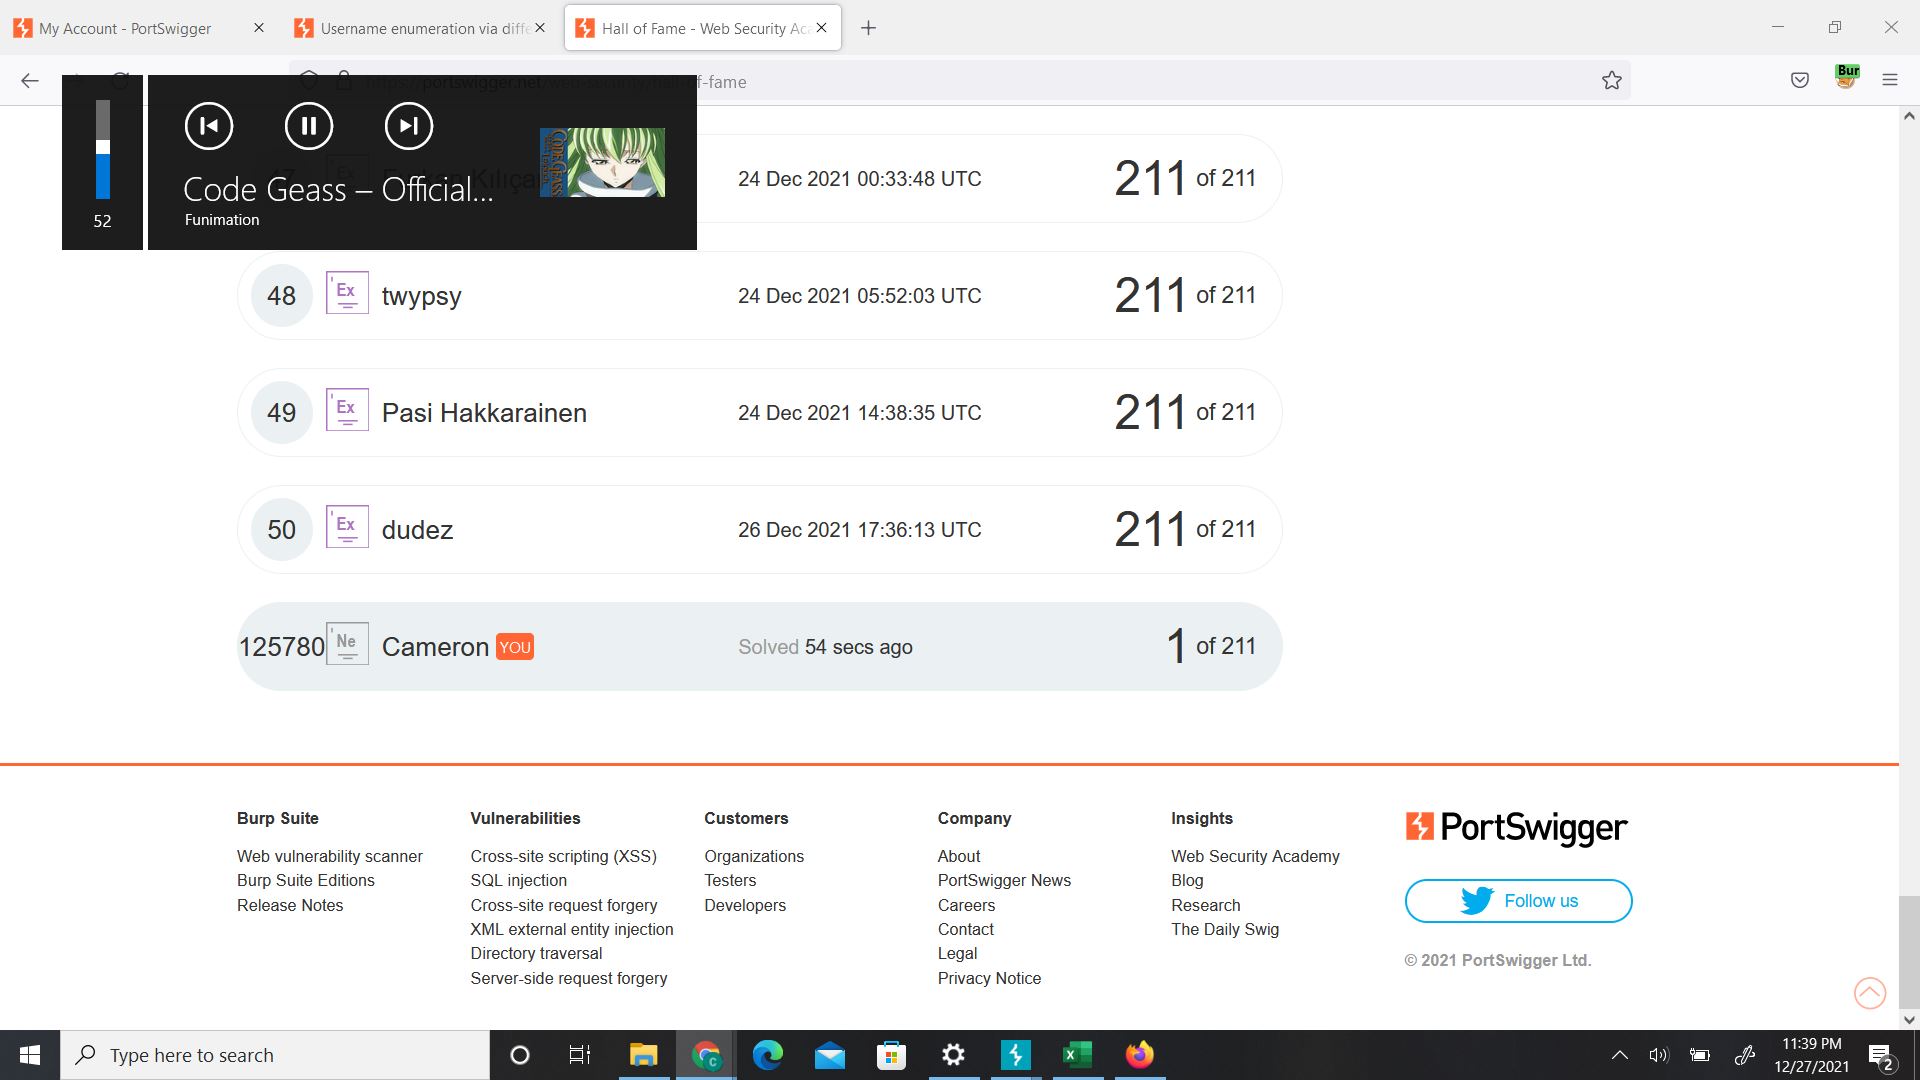 My Account - PortSwigger
Username enumeration via diffe
Hall of Fame - Web Security Aca
https://portswigger.net/web-security/hall-of-fame
Bur
52
Code Geass – Official...
Funimation
CODE GEASS
24 Dec 2021 00:33:48 UTC
211 of 211
48 Ex twypsy 24 Dec 2021 05:52:03 UTC 211 of 211
49 Ex Pasi Hakkarainen 24 Dec 2021 14:38:35 UTC 211 of 211
50 Ex dudez 26 Dec 2021 17:36:13 UTC 211 of 211
125780 Ne Cameron YOU Solved 54 secs ago 1 of 211
Burp Suite
Web vulnerability scanner
Burp Suite Editions
Release Notes
Vulnerabilities
Cross-site scripting (XSS)
SQL injection
Cross-site request forgery
XML external entity injection
Directory traversal
Server-side request forgery
Customers
Organizations
Testers
Developers
Company
About
PortSwigger News
Careers
Contact
Legal
Privacy Notice
Insights
Web Security Academy
Blog
Research
The Daily Swig
PortSwigger
Follow us
© 2021 PortSwigger Ltd.
Type here to search
11:39 PM
12/27/2021
2